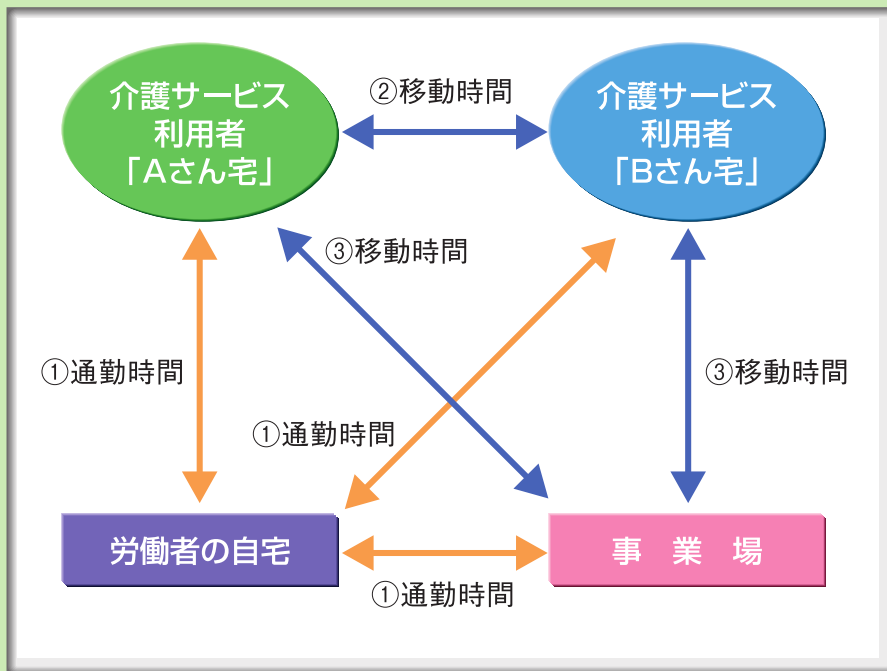 介護サービス
利用者
「Aさん宅」
②移動時間
介護サービス
利用者
「Bさん宅」
③移動時間
①通勤時間
③移動時間
①通勤時間
労働者の自宅
①通勤時間
事 業 場